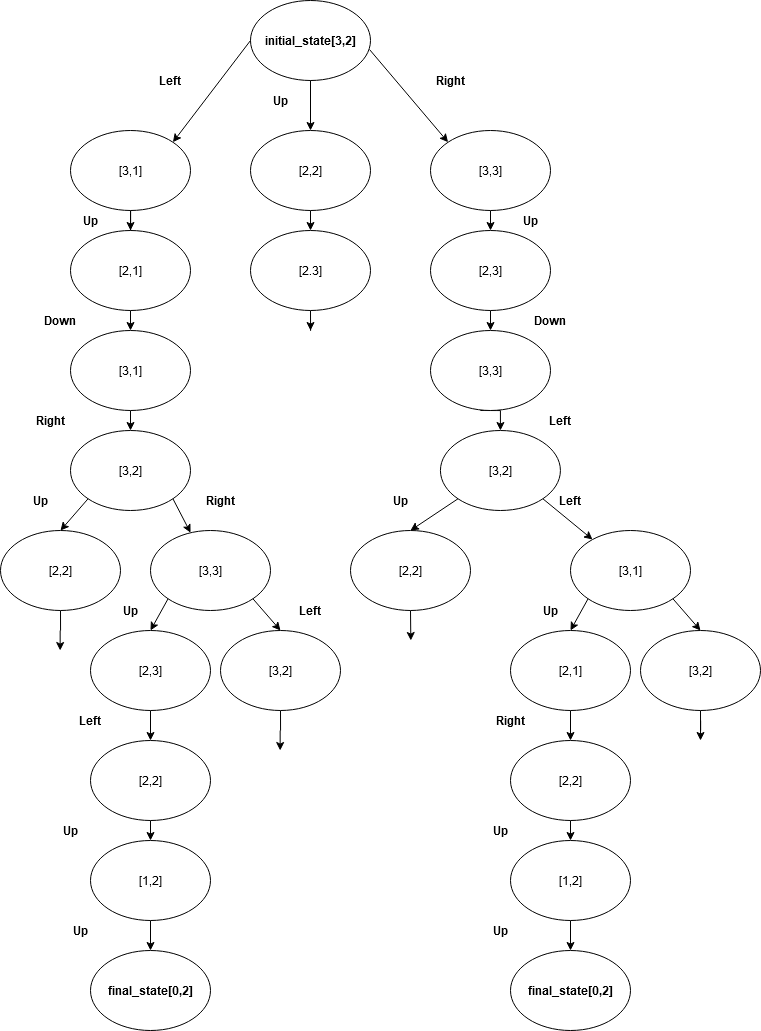 initial_state[3,2]
Left
Up
Right
[3,1]
[2,2]
[3,3]
Up
Up
[2,1]
[2.3]
[2,3]
Down
Down
[3,1]
[3,3]
Right
Left
[3,2]
[3,2]
Up
Right
Up
Left
[2,2]
[3,3]
[2,2]
[3,1]
Up
Left
Up
[2,3]
[3,2]
[2,1]
[3,2]
Left
Right
[2,2]
[2,2]
Up
Up
[1,2]
[1,2]
Up
Up
final_state[0,2]
final_state[0,2]